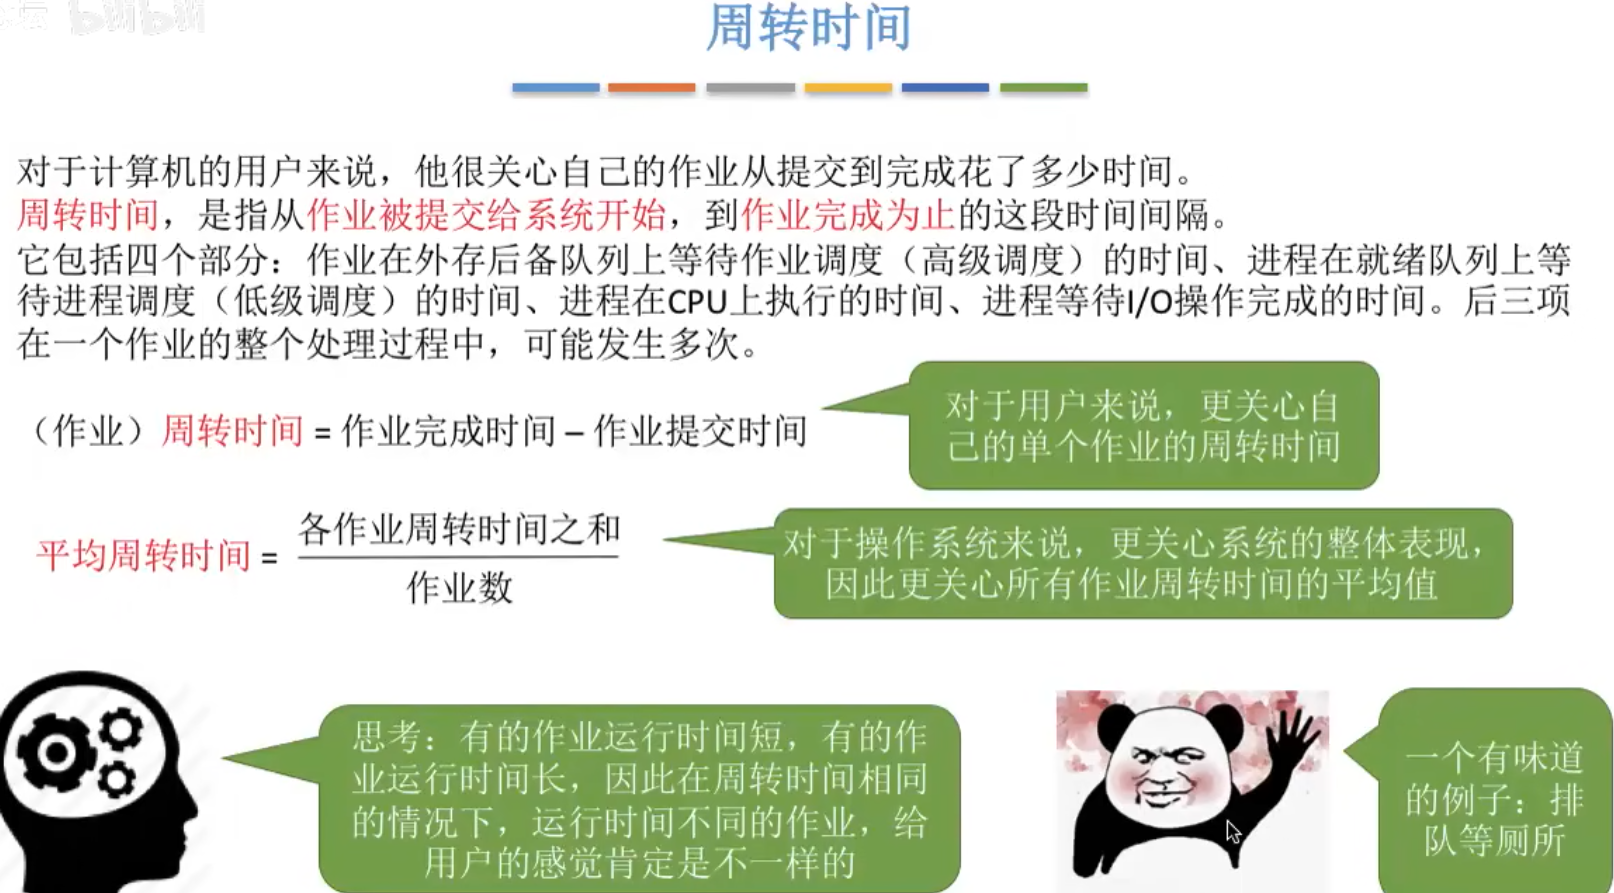 bilibili
周转时间
对于计算机的用户来说，他很关心自己的作业从提交到完成花了多少时间。
周转时间，是指从作业被提交给系统开始，到作业完成为止的这段时间间隔。
它包括四个部分：作业在外存后备队列上等待作业调度（高级调度）的时间、进程在就绪队列上等
待进程调度（低级调度）的时间、进程在CPU上执行的时间、进程等待I/O操作完成的时间。后三项
在一个作业的整个处理过程中，可能发生多次。
（作业）周转时间 = 作业完成时间 – 作业提交时间
对于用户来说，更关心自
己的单个作业的周转时间
平均周转时间 =
各作业周转时间之和
作业数
对于操作系统来说，更关心系统的整体表现，
因此更关心所有作业周转时间的平均值
思考：有的作业运行时间短，有的作
业运行时间长，因此在周转时间相同
的情况下，运行时间不同的作业，给
用户的感觉肯定是不一样的
一个有味道
的例子：排
队等厕所